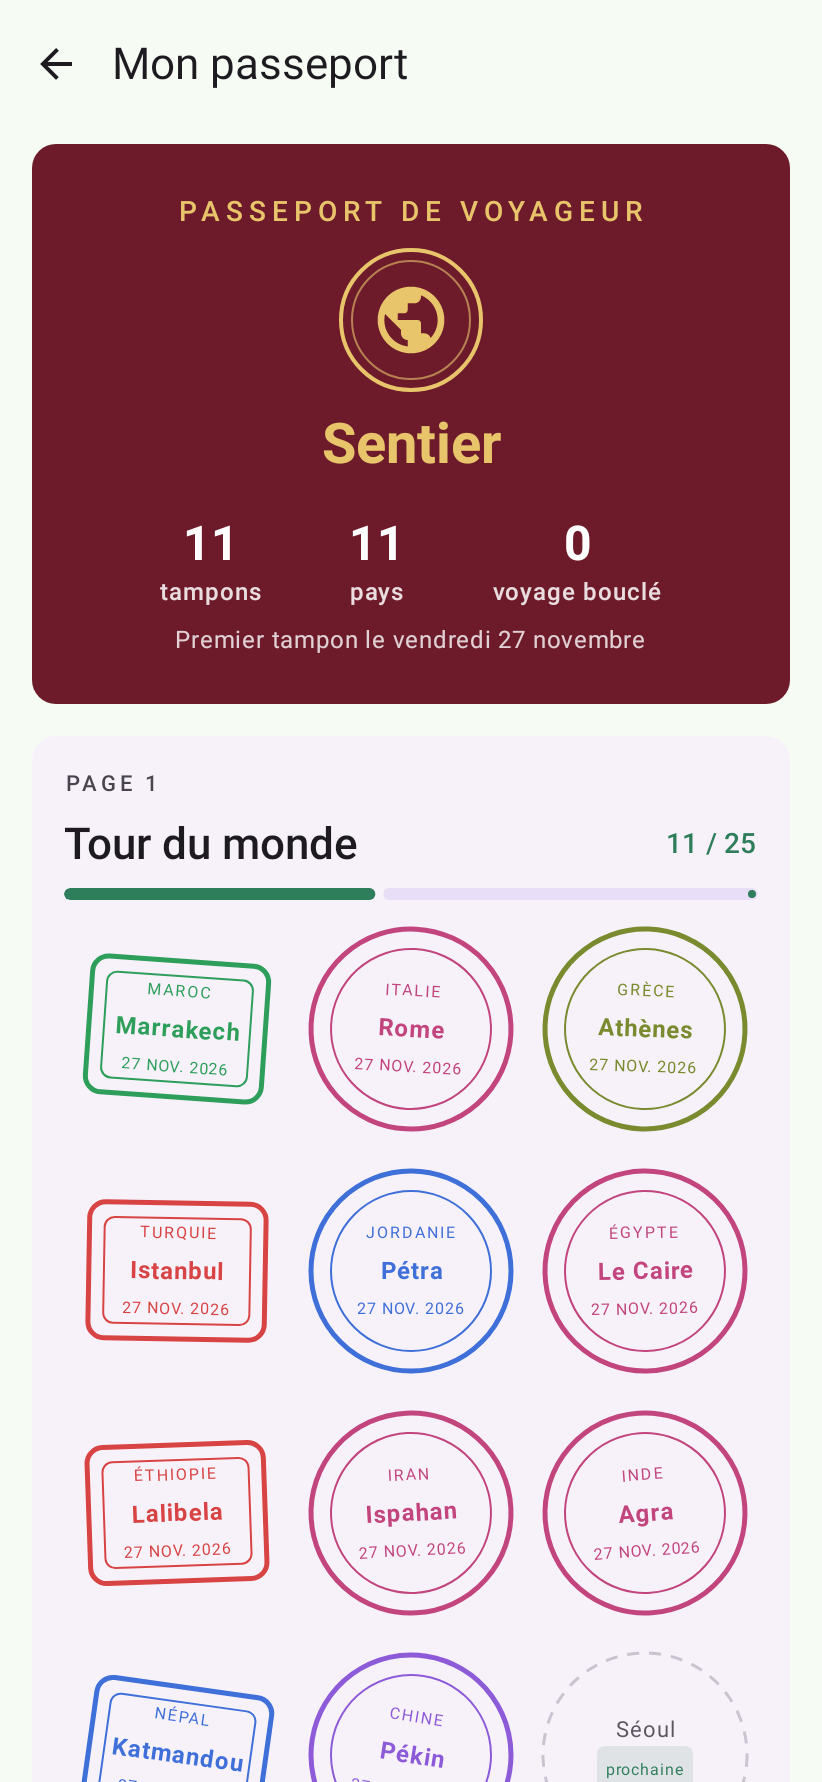 Mon passeport
PASSEPORT DE VOYAGEUR
Sentier
11 11 0
tampons pays voyage bouclé
Premier tampon le vendredi 27 novembre
PAGE 1
Tour du monde 11 / 25
MAROC
Marrakech
27 NOV. 2026
ITALIE
Rome
27 NOV. 2026
GRÈCE
Athènes
27 NOV. 2026
TURQUIE
Istanbul
27 NOV. 2026
JORDANIE
Pétra
27 NOV. 2026
ÉGYPTE
Le Caire
27 NOV. 2026
ÉTHIOPIE
Lalibela
27 NOV. 2026
IRAN
Ispahan
27 NOV. 2026
INDE
Agra
27 NOV. 2026
NÉPAL
Katmandou
CHINE
Pékin
Séoul
prochaine